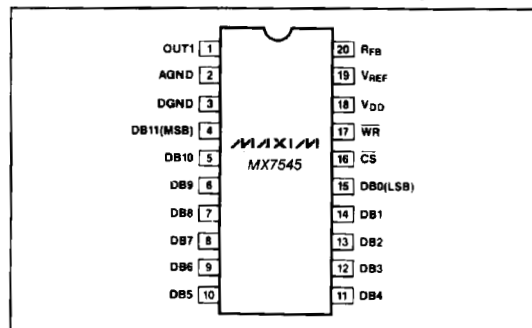 OUT1 1
AGND 2
DGND 3
DB11(MSB) 4
DB10 5
DB9 6
DB8 7
DB7 8
DB6 9
DB5 10
MAXIM
MX7545
20 RFB
19 VREF
18 VDD
17 W̅R̅
16 C̅S̅
15 DB0(LSB)
14 DB1
13 DB2
12 DB3
11 DB4